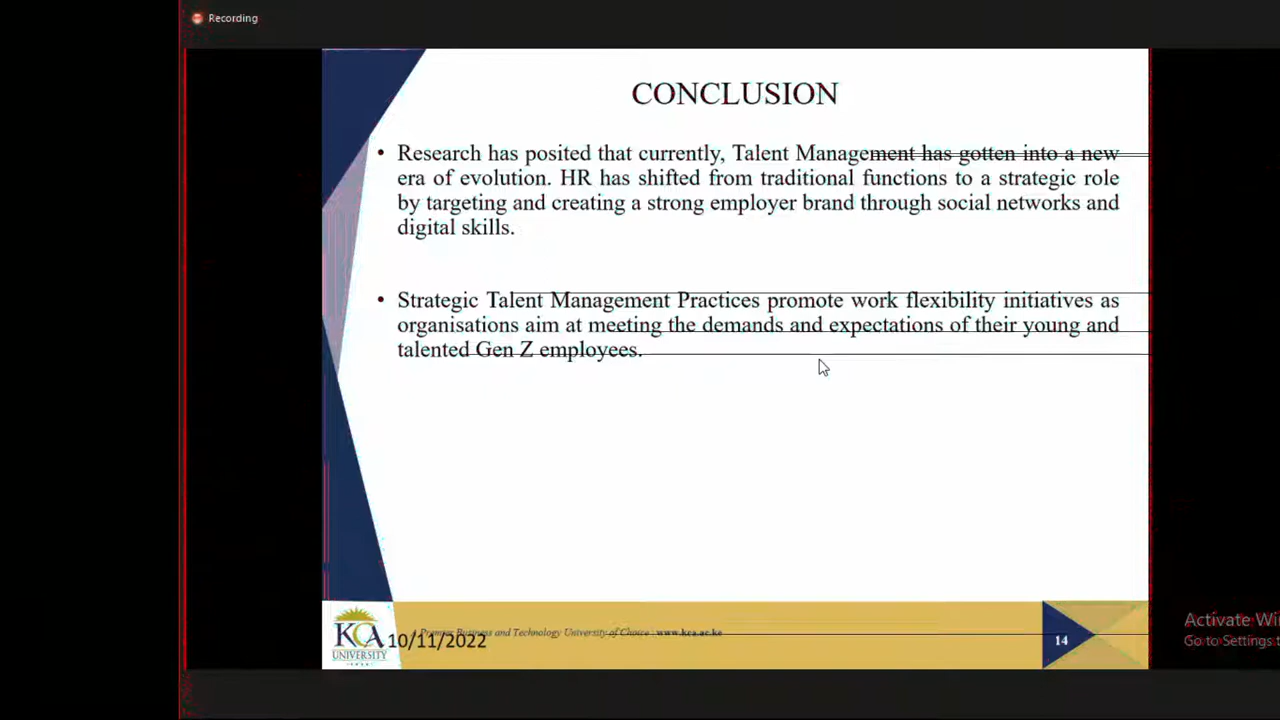 Recording
CONCLUSION
• Research has posited that currently, Talent Management has gotten into a new
era of evolution. HR has shifted from traditional functions to a strategic role
by targeting and creating a strong employer brand through social networks and
digital skills.
• Strategic Talent Management Practices promote work flexibility initiatives as
organisations aim at meeting the demands and expectations of their young and
talented Gen Z employees.
KCA
UNIVERSITY
10/11/2022
Premier Business and Technology University of Choice : www.kca.ac.ke
14
Activate Wi
Go to Settings t